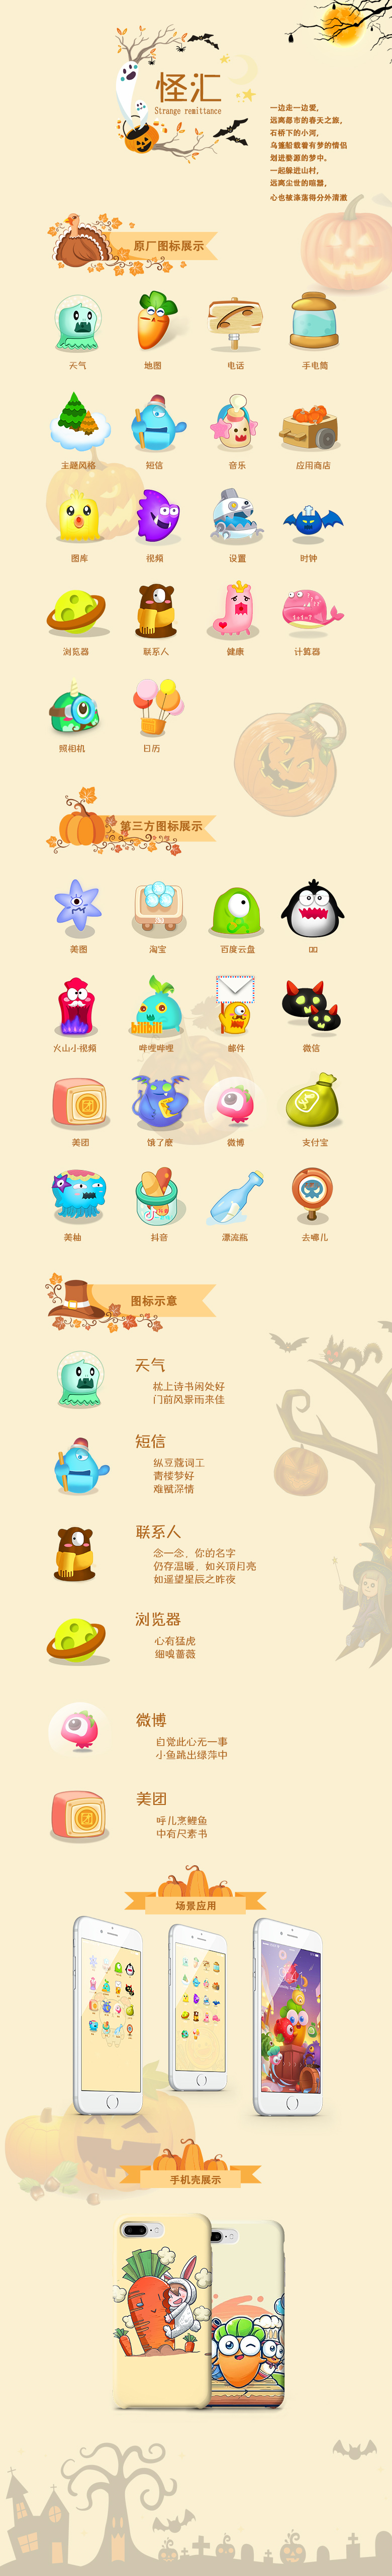 怪汇
Strange remittance
一边走一边爱,
远离都市的春天之旅,
石桥下的小河,
乌篷船载着有梦的情侣
划进婺源的梦中。
一起躲进山村,
远离尘世的喧嚣,
心也被涤荡得分外清澈
原厂图标展示
天气
地图
电话
手电筒
主题风格
短信
音乐
应用商店
图库
视频
设置
时钟
浏览器
联系人
健康
计算器
照相机
日历
第三方图标展示
美图
淘宝
百度云盘
QQ
火山小视频
bilibili
哔哩哔哩
邮件
微信
团
美团
饿了麽
微博
支付宝
美柚
抖音
漂流瓶
去哪儿
图标示意
天气
枕上诗书闲处好
门前风景雨来佳
短信
纵豆蔻词工
青楼梦好
难赋深情
联系人
念一念，你的名字
仍存温暖，如头顶月亮
如遥望星辰之昨夜
浏览器
心有猛虎
细嗅蔷薇
微博
自觉此心无一事
小鱼跳出绿萍中
团
美团
呼儿烹鲤鱼
中有尺素书
场景应用
手机壳展示